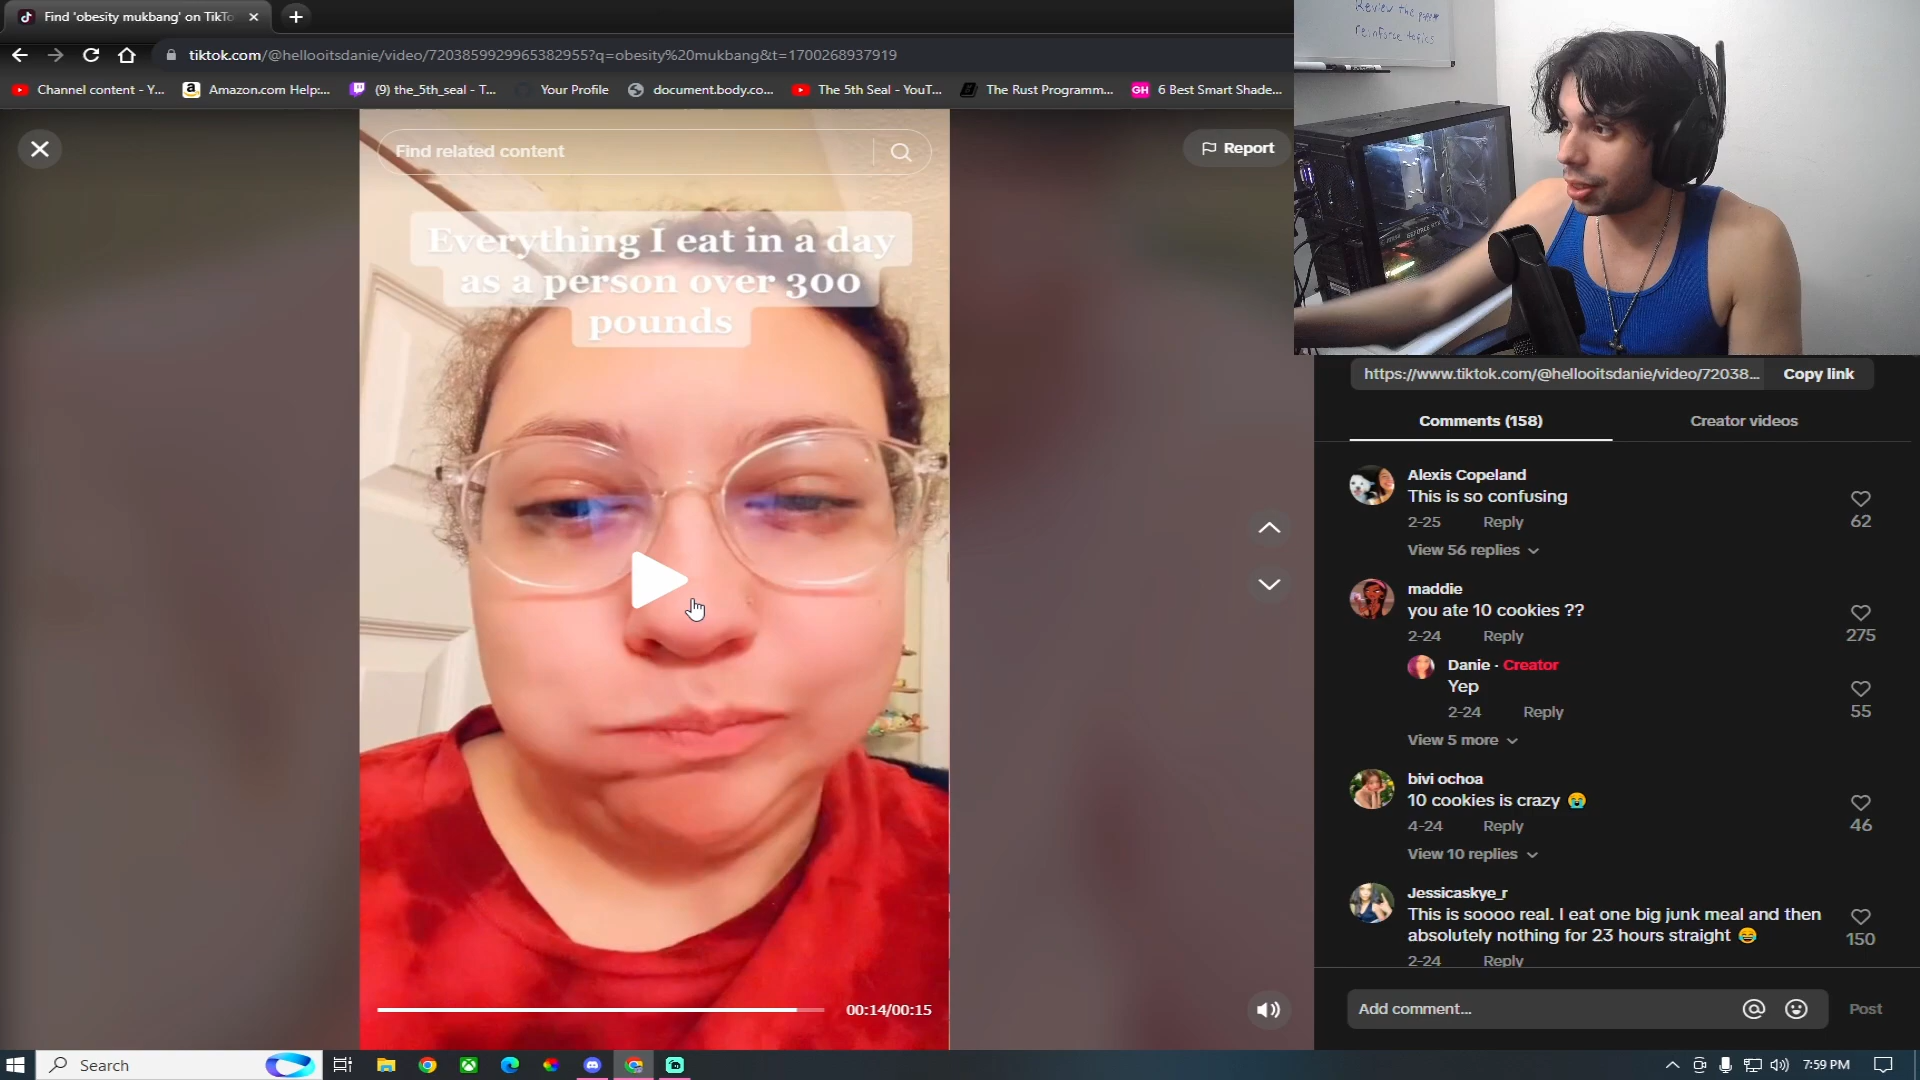 Find 'obesity mukbang' on TikTo
tiktok.com/@hellooitsdanie/video/7203859929965382955?q=obesity%20mukbang&t=1700268937919
Channel content - Y...
Amazon.com Help:...
(9) the_5th_seal - T...
Your Profile
document.body.co...
The 5th Seal - YouT...
The Rust Programm...
GH
6 Best Smart Shade...
Review the
reinforce topics
Find related content
Report
Everything I eat in a day
as a person over 300
pounds
GEFORCE RTX
https://www.tiktok.com/@hellooitsdanie/video/72038...
Copy link
Comments (158)
Creator videos
Alexis Copeland
This is so confusing
2-25
Reply
62
View 56 replies
maddie
you ate 10 cookies ??
2-24
Reply
275
Danie · Creator
Yep
2-24
Reply
55
View 5 more
bivi ochoa
10 cookies is crazy 😭
4-24
Reply
46
View 10 replies
Jessicaskye_r
This is soooo real. I eat one big junk meal and then
absolutely nothing for 23 hours straight 😂
2-24
Reply
150
00:14/00:15
Add comment...
Post
Search
7:59 PM